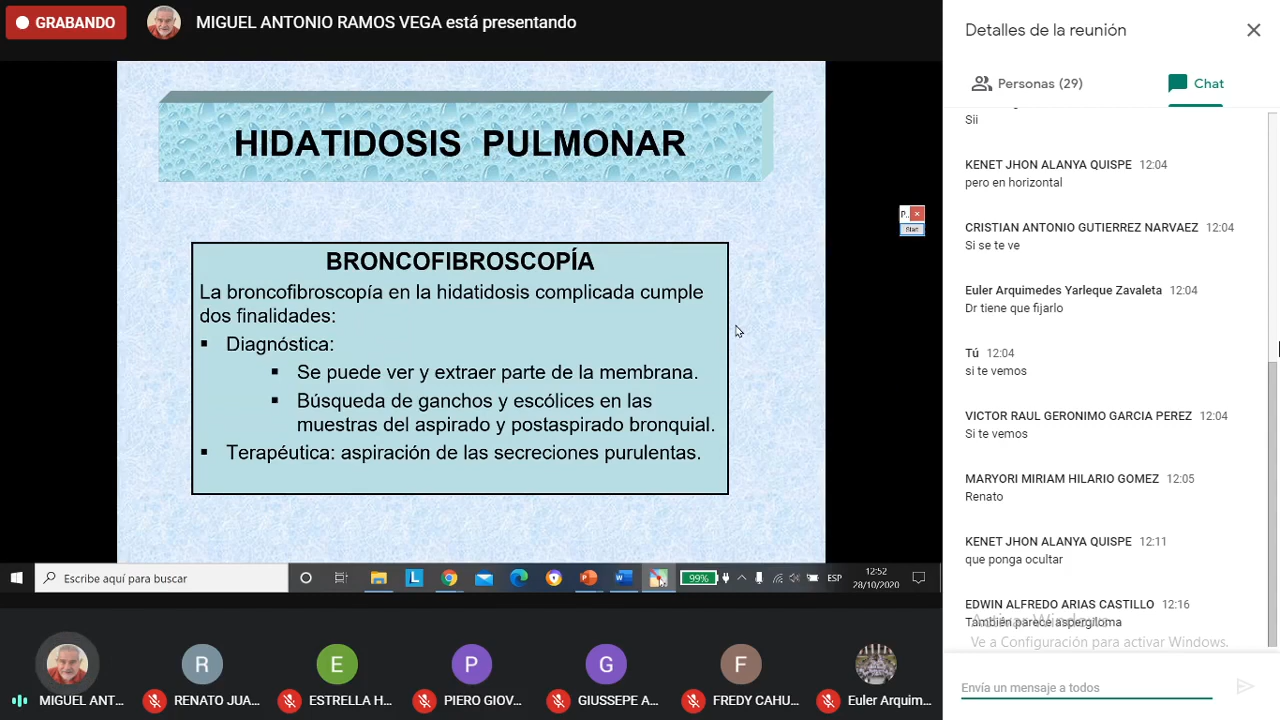 GRABANDO
MIGUEL ANTONIO RAMOS VEGA está presentando
HIDATIDOSIS PULMONAR
BRONCOFIBROSCOPÍA
La broncofibroscopía en la hidatidosis complicada cumple
dos finalidades:
Diagnóstica:
Se puede ver y extraer parte de la membrana.
Búsqueda de ganchos y escólices en las
muestras del aspirado y postaspirado bronquial.
Terapéutica: aspiración de las secreciones purulentas.
Start
Escribe aquí para buscar
99%
ESP
12:52
28/10/2020
MIGUEL ANT...
R
RENATO JUA...
E
ESTRELLA H...
P
PIERO GIOV...
G
GIUSSEPE A...
F
FREDY CAHU...
Euler Arquim...
Detalles de la reunión
Personas (29)
Chat
Sii
KENET JHON ALANYA QUISPE 12:04
pero en horizontal
CRISTIAN ANTONIO GUTIERREZ NARVAEZ 12:04
Si se te ve
Euler Arquimedes Yarleque Zavaleta 12:04
Dr tiene que fijarlo
Tú 12:04
si te vemos
VICTOR RAUL GERONIMO GARCIA PEREZ 12:04
Si te vemos
MARYORI MIRIAM HILARIO GOMEZ 12:05
Renato
KENET JHON ALANYA QUISPE 12:11
que ponga ocultar
EDWIN ALFREDO ARIAS CASTILLO 12:16
También parece aspergiloma
Activar Windows
Ve a Configuración para activar Windows.
Envía un mensaje a todos